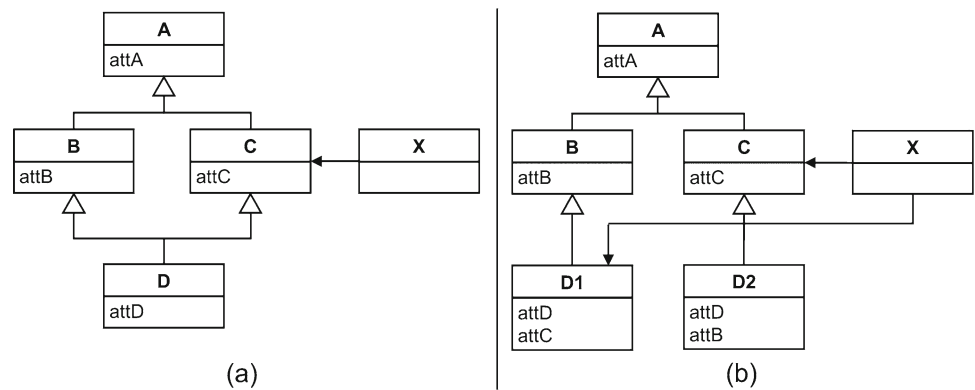 A
attA
B
attB
C
attC
X
D
attD
(a)
A
attA
B
attB
C
attC
X
D1
attD
attC
D2
attD
attB
(b)